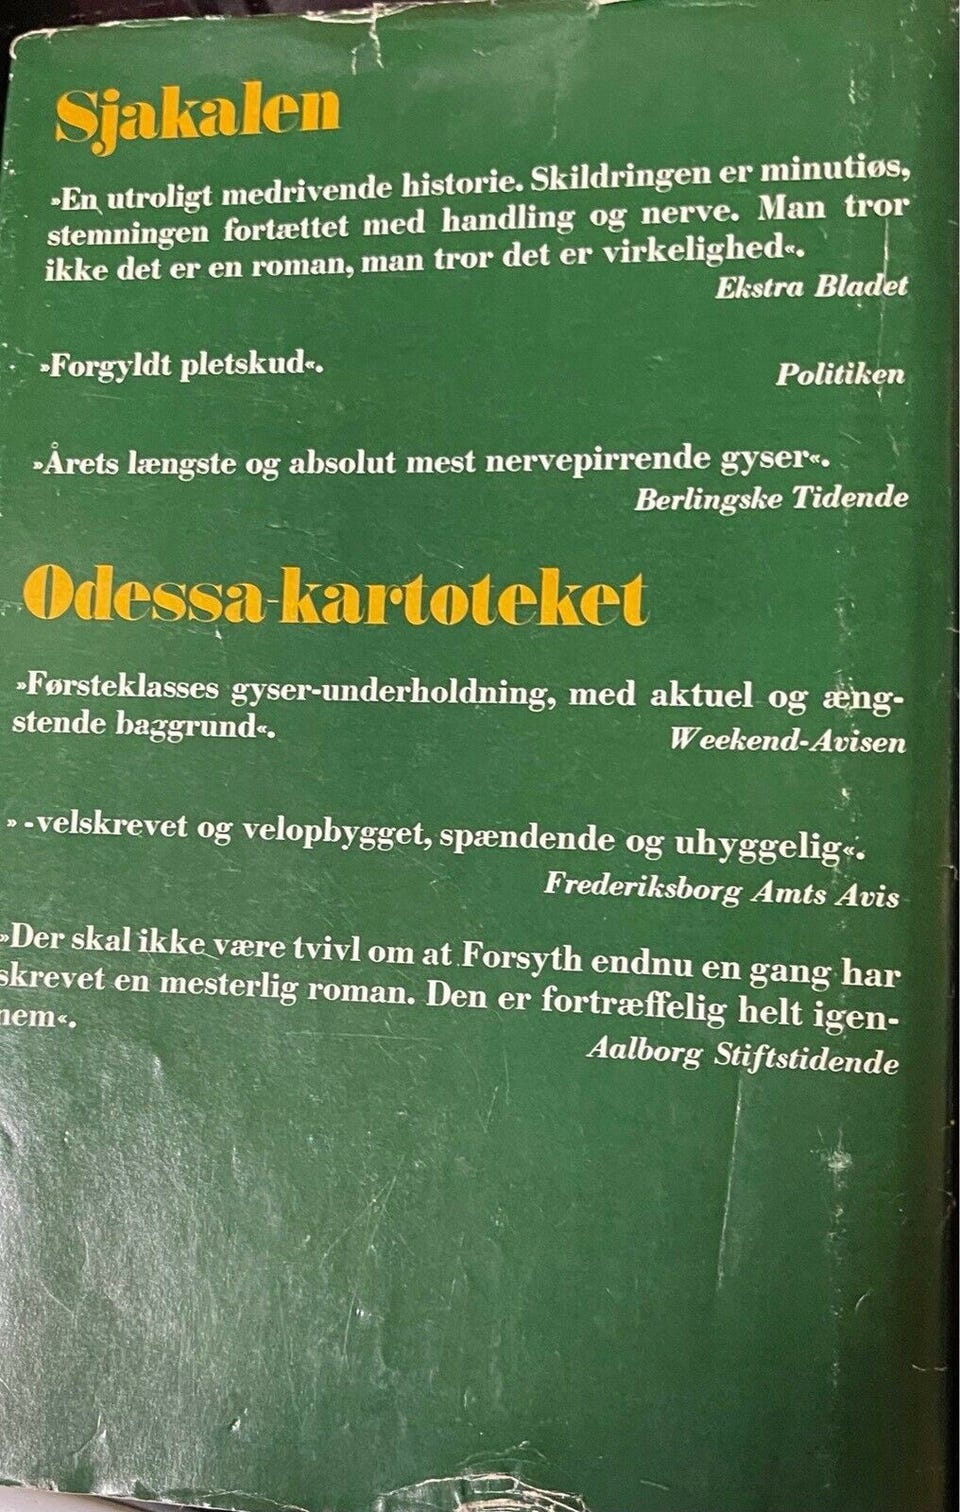 Sjakalen
»En utroligt medrivende historie. Skildringen er minutiøs,
stemningen fortættet med handling og nerve. Man tror
ikke det er en roman, man tror det er virkelighed«.
Ekstra Bladet
»Forgyldt pletskud«.
Politiken
»Årets længste og absolut mest nervepirrende gyser«.
Berlingske Tidende
Odessa-kartoteket
»Førsteklasses gyser-underholdning, med aktuel og æng-
stende baggrund«.
Weekend-Avisen
» -velskrevet og velopbygget, spændende og uhyggelig«.
Frederiksborg Amts Avis
»Der skal ikke være tvivl om at Forsyth endnu en gang har
skrevet en mesterlig roman. Den er fortræffelig helt igen-
nem«.
Aalborg Stiftstidende